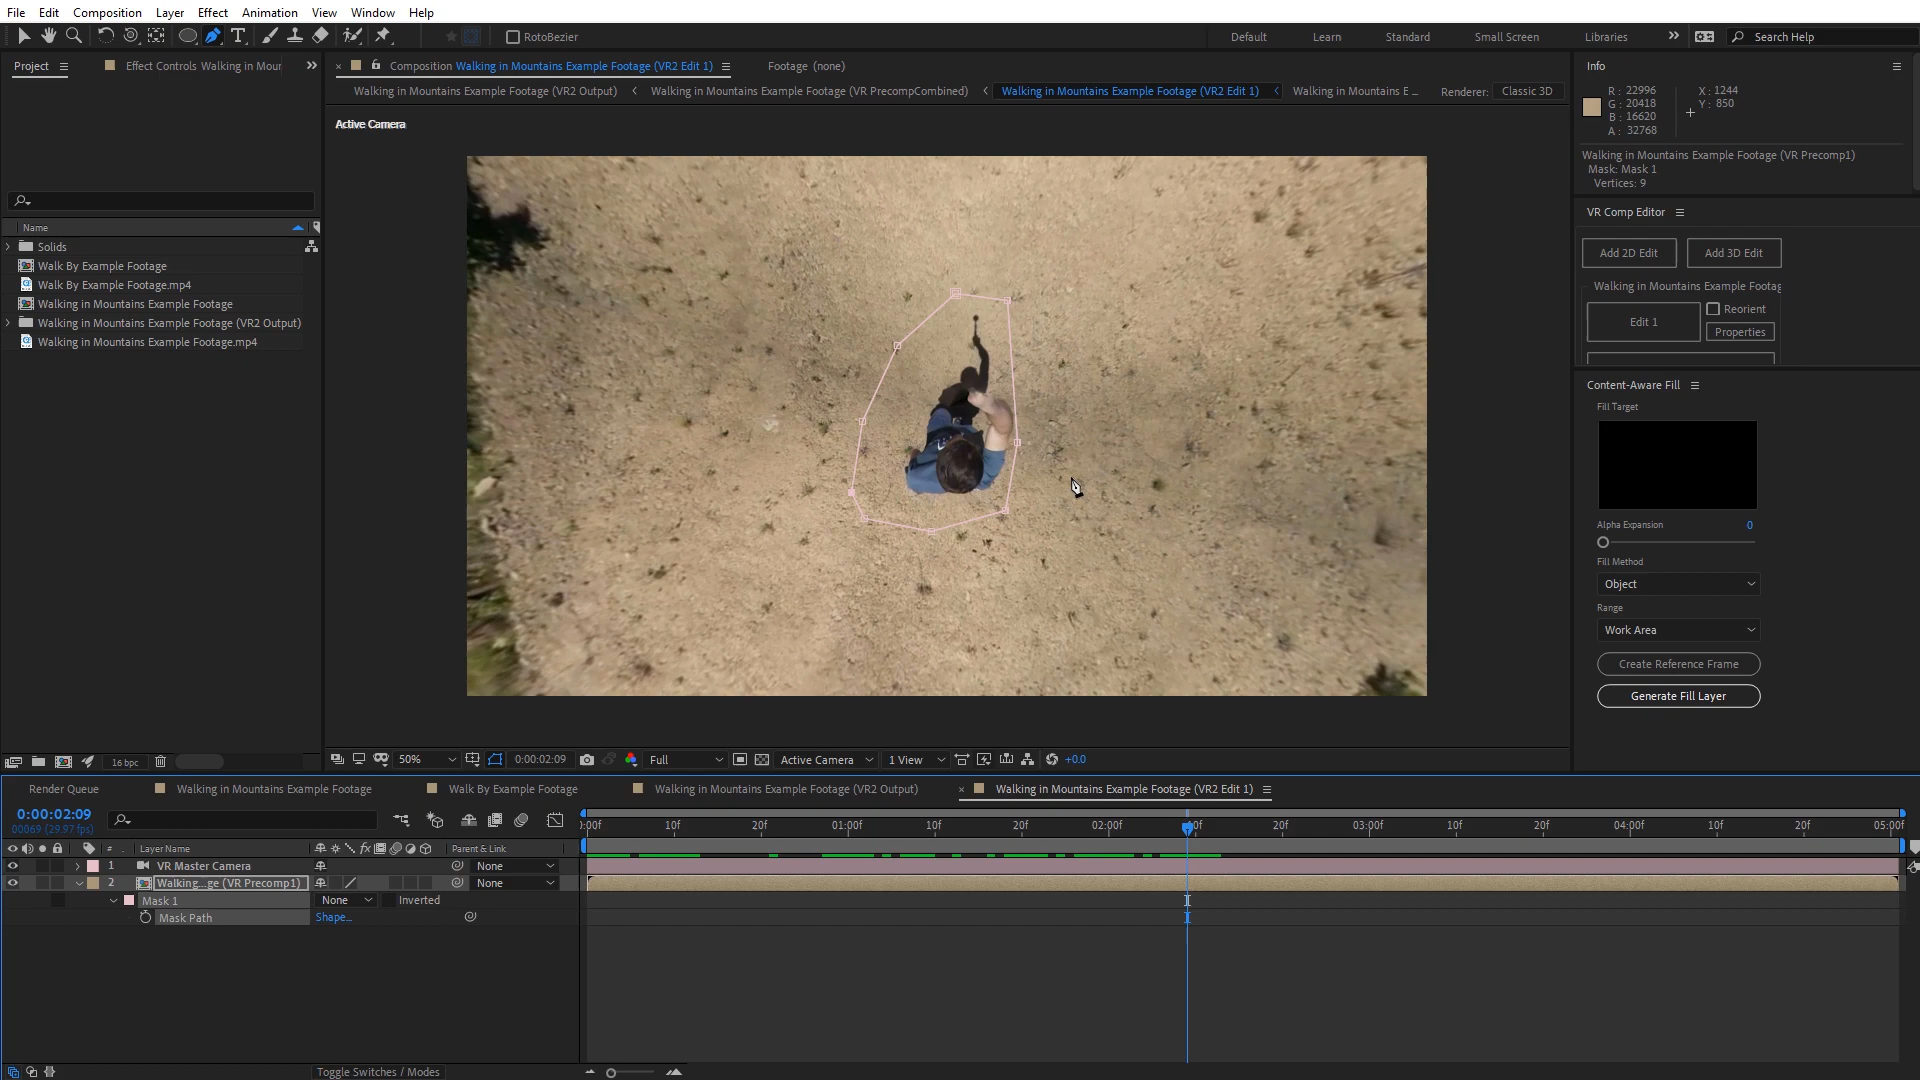 File Edit Composition Layer Effect Animation View Window Help
RotoBezier
Default Learn Standard Small Screen Libraries
Search Help
Project
Effect Controls Walking in Mour
Name
Solids
Walk By Example Footage
Walk By Example Footage.mp4
Walking in Mountains Example Footage
Walking in Mountains Example Footage (VR2 Output)
Walking in Mountains Example Footage.mp4
16 bpc
Composition Walking in Mountains Example Footage (VR2 Edit 1)
Footage (none)
Walking in Mountains Example Footage (VR2 Output)
Walking in Mountains Example Footage (VR PrecompCombined)
Walking in Mountains Example Footage (VR2 Edit 1)
Walking in Mountains E ...
Renderer: Classic 3D
Active Camera
50%
0:00:02:09
Full
Active Camera
1 View
+0.0
Info
R : 22996
G : 20418
B : 16620
A : 32768
X : 1244
Y : 850
Walking in Mountains Example Footage (VR Precomp1)
Mask: Mask 1
Vertices: 9
VR Comp Editor
Add 2D Edit
Add 3D Edit
Walking in Mountains Example Footag
Edit 1
Reorient
Properties
Content-Aware Fill
Fill Target
Alpha Expansion 0
Fill Method
Object
Range
Work Area
Create Reference Frame
Generate Fill Layer
Render Queue
Walking in Mountains Example Footage
Walk By Example Footage
Walking in Mountains Example Footage (VR2 Output)
Walking in Mountains Example Footage (VR2 Edit 1)
0:00:02:09
00069 (29.97 fps)
):00f 10f 20f 01:00f 10f 20f 02:00f 20f 03:00f 10f 20f 04:00f 10f 20f 05:00f
# . Layer Name
Parent & Link
1 VR Master Camera None
2 Walking...ge (VR Precomp1) None
Mask 1 None Inverted
Mask Path Shape...
Toggle Switches / Modes